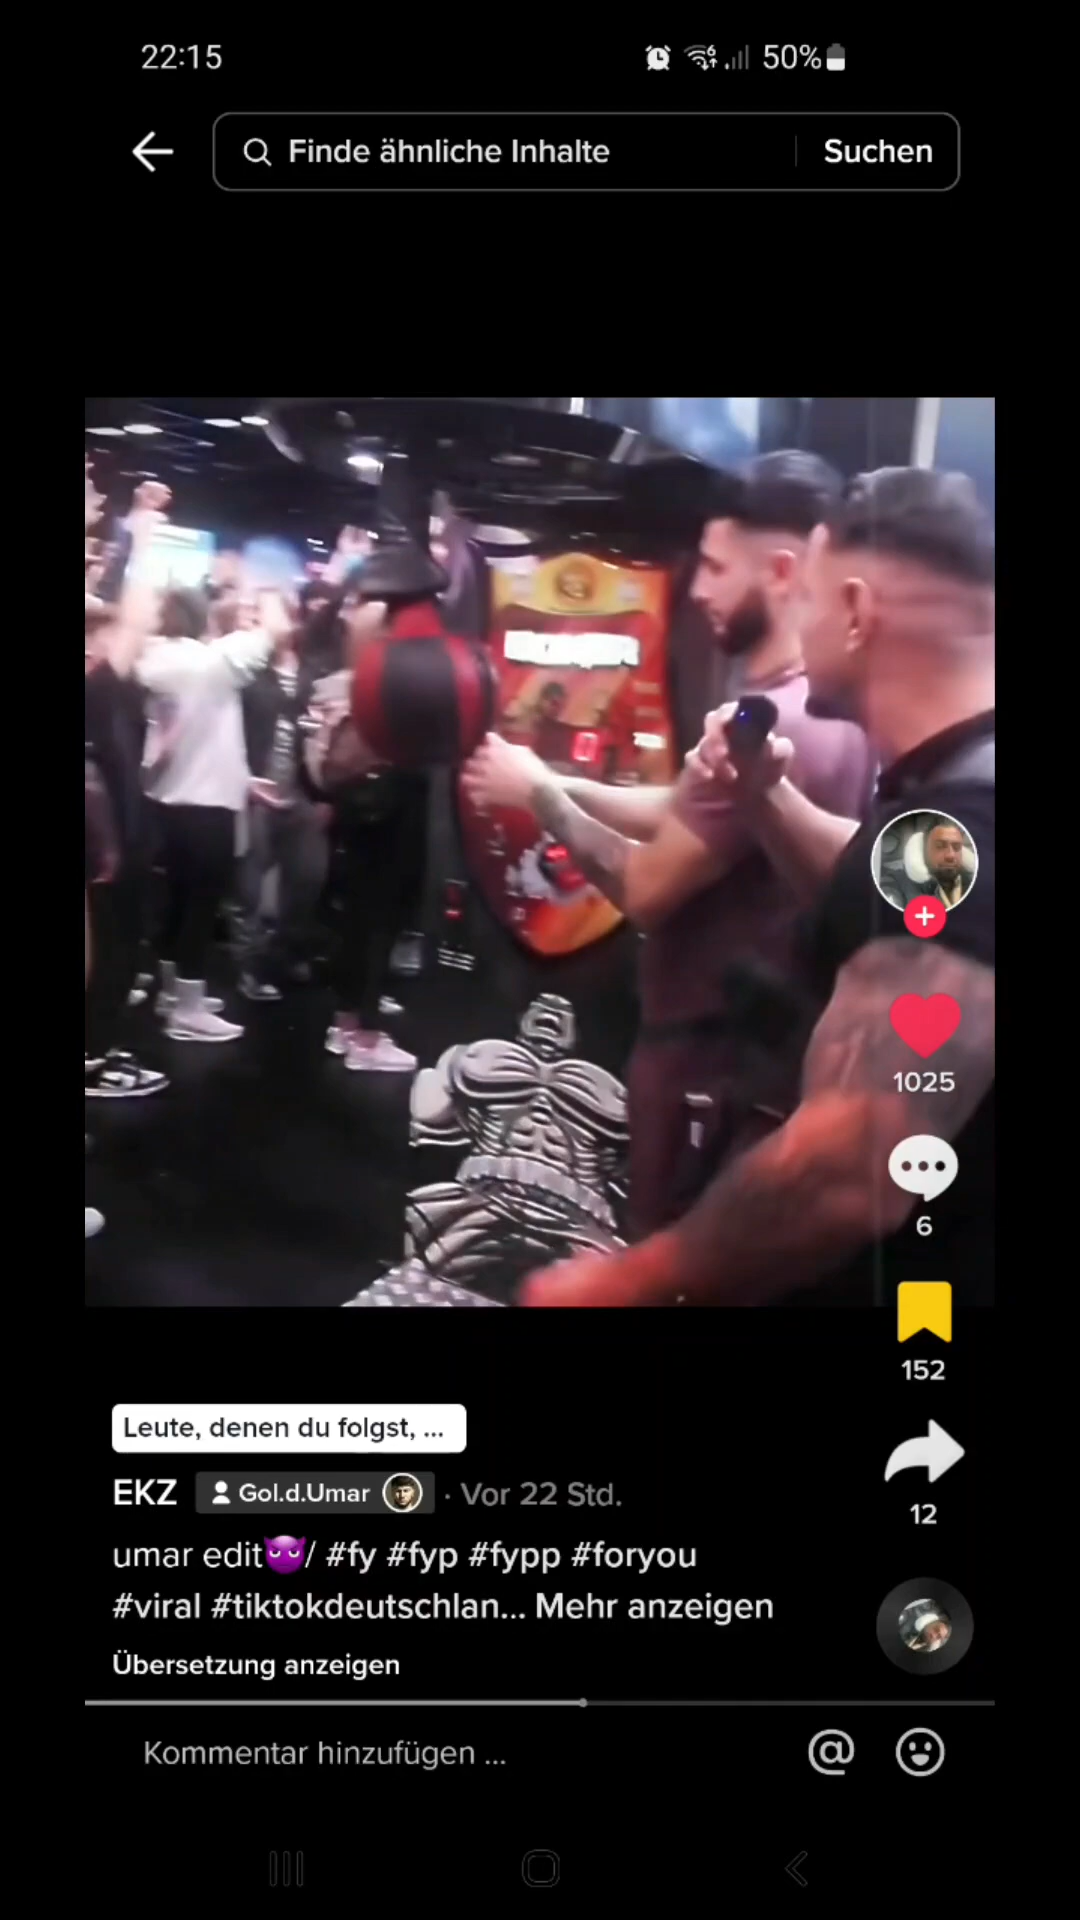 22:15
50%
Finde ähnliche Inhalte
Suchen
0
1025
6
152
12
Leute, denen du folgst, ...
EKZ Gol.d.Umar · Vor 22 Std.
umar edit😈/ #fy #fyp #fypp #foryou
#viral #tiktokdeutschlan... Mehr anzeigen
Übersetzung anzeigen
Kommentar hinzufügen ...